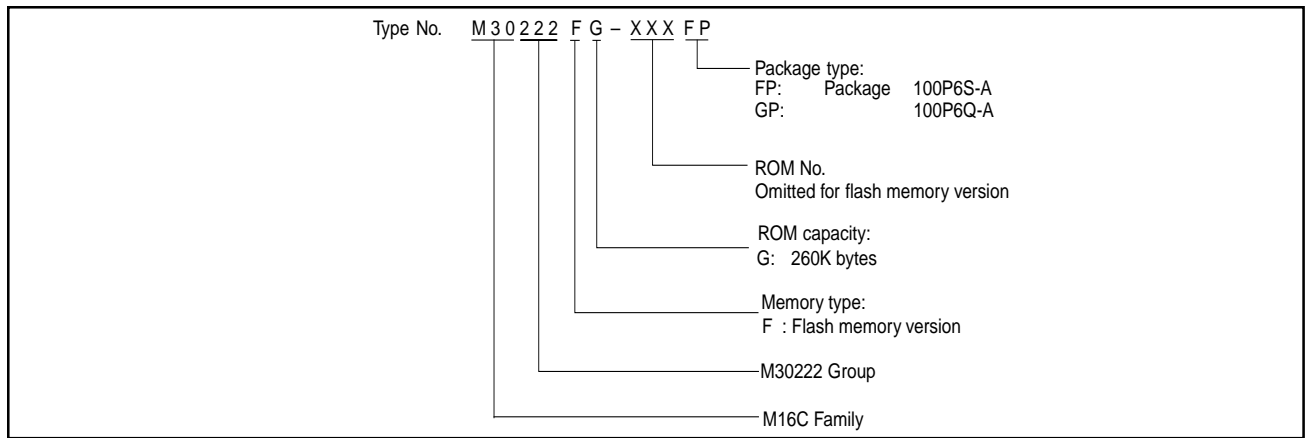 Type No. M 3 0 2 2 2 F G – X X X F P
Package type:
FP: Package 100P6S-A
GP: 100P6Q-A
ROM No.
Omitted for flash memory version
ROM capacity:
G: 260K bytes
Memory type:
F : Flash memory version
M30222 Group
M16C Family